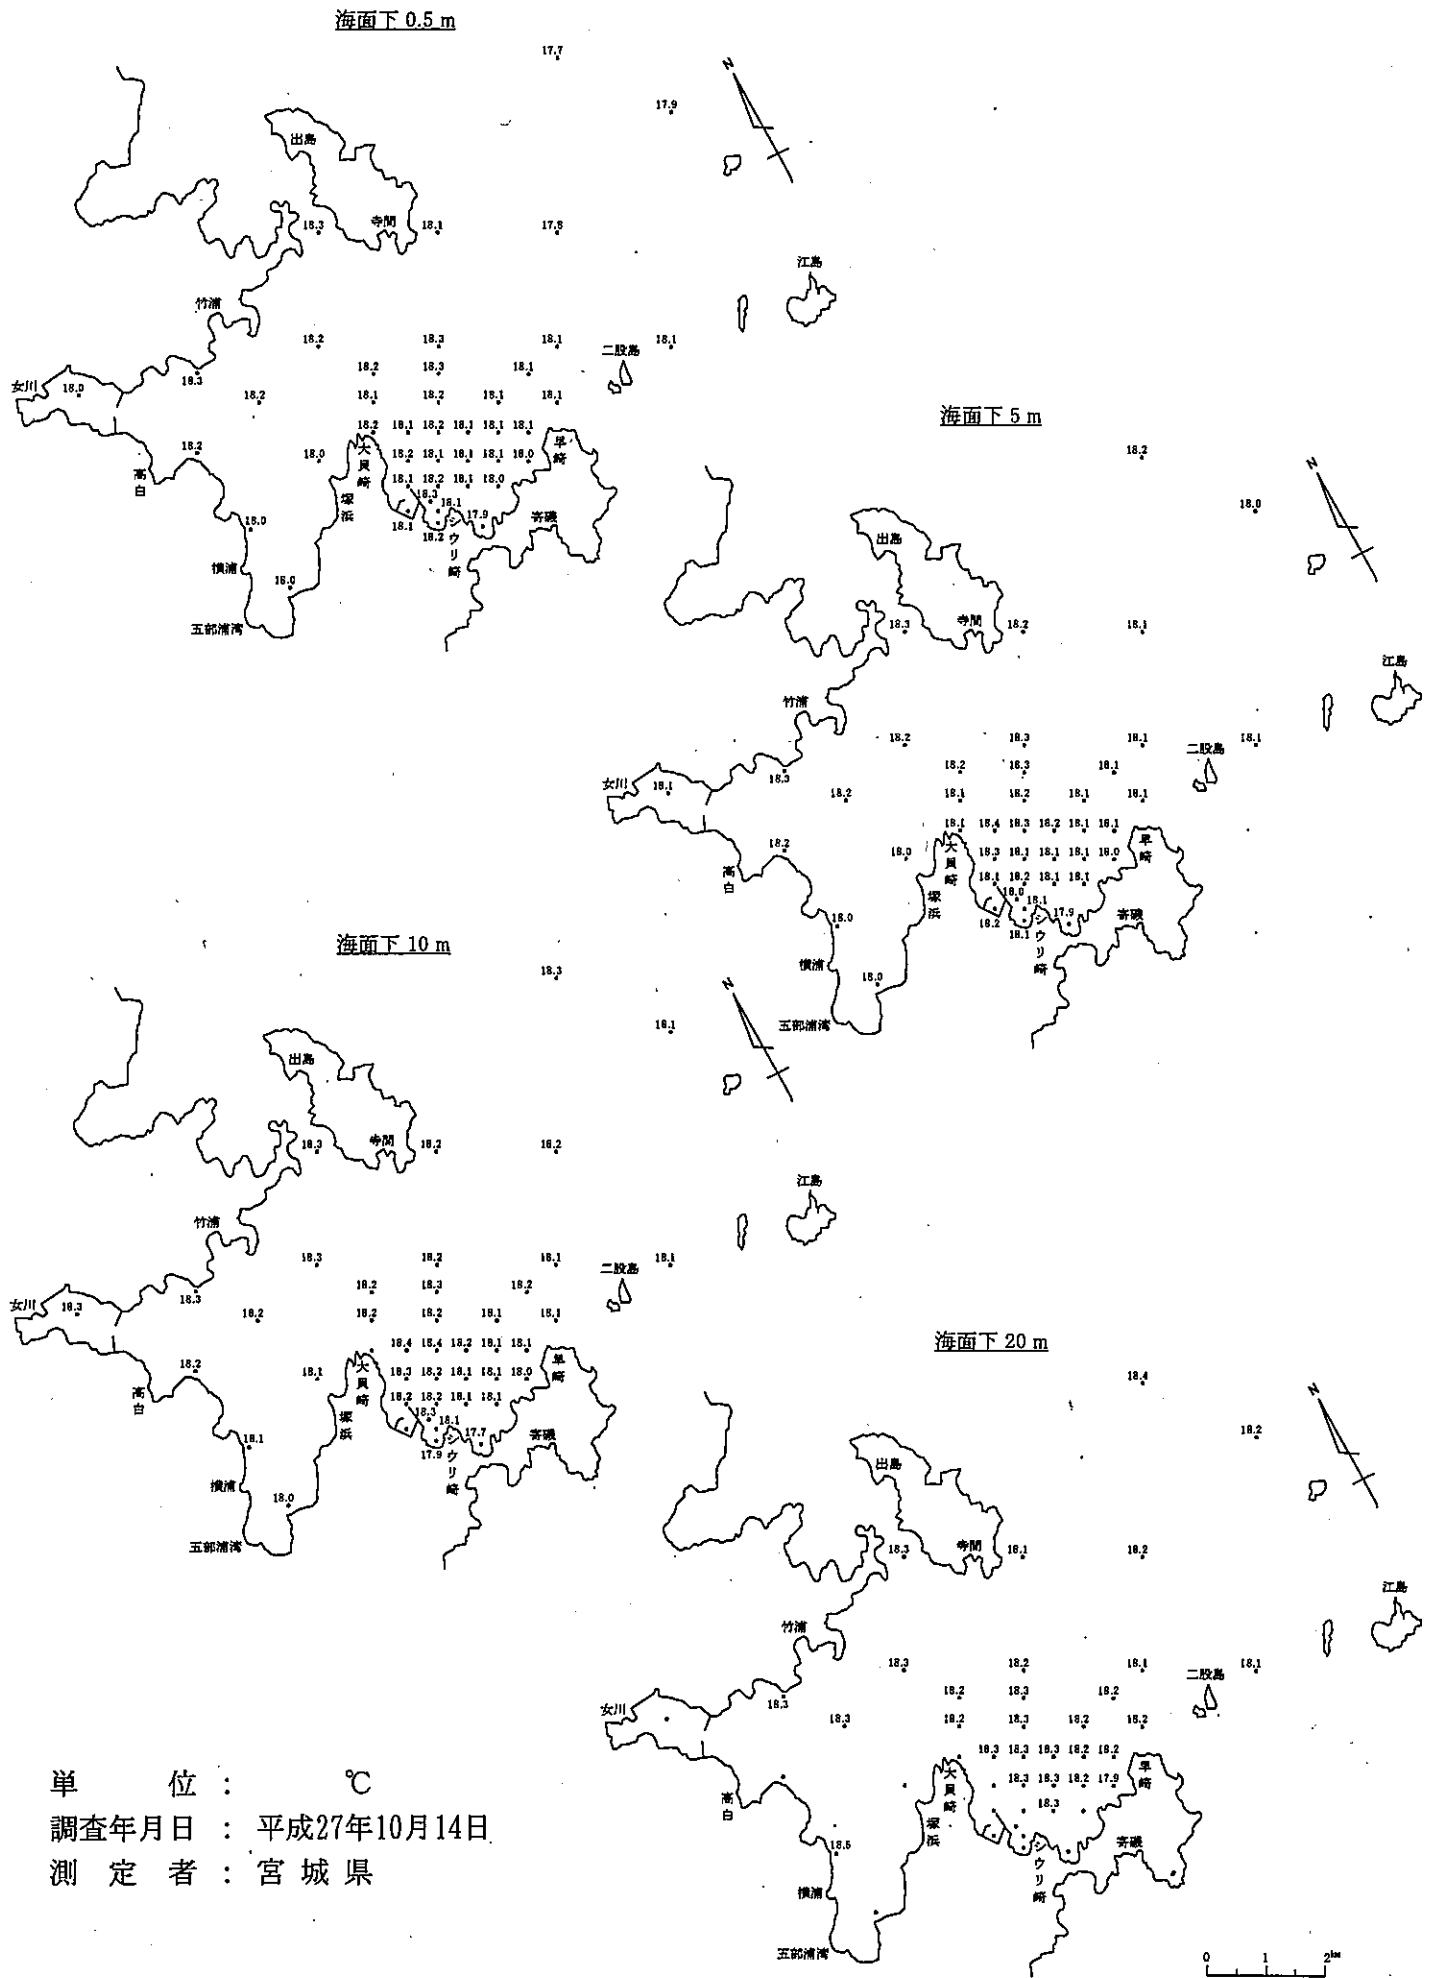 海面下 0.5 m
17.7
N
17.9
出島
寺間
18.3
18.1
17.8
江島
竹浦
18.2
18.3
18.1
二股島
18.1
18.2
18.3
18.1
女川
18.0
18.3
18.2
18.1
18.2
18.1
18.1
18.2
18.1
18.2
18.1
18.1
18.1
早崎
18.2
18.0
大貝崎
18.2
18.1
18.1
18.1
18.0
高白
塚浜
18.1
18.2
18.1
18.0
18.3
18.1
18.0
18.1
18.2
シウリ崎
17.9
寄磯
横浦
18.0
五部浦湾
海面下 5 m
18.2
N
18.0
出島
寺間
18.3
18.2
18.1
江島
竹浦
18.2
18.3
18.1
二股島
18.1
18.2
18.3
18.1
女川
18.1
18.3
18.2
18.1
18.2
18.1
18.1
18.1
18.4
18.3
18.2
18.1
18.1
早崎
18.2
18.0
大貝崎
18.3
18.1
18.1
18.1
18.0
高白
塚浜
18.1
18.2
18.1
18.1
18.0
18.1
18.0
18.2
18.1
シウリ崎
17.9
寄磯
横浦
18.0
五部浦湾
海面下 10 m
18.3
N
18.1
出島
寺間
18.3
18.2
18.2
江島
竹浦
18.3
18.2
18.1
二股島
18.1
18.2
18.3
18.2
女川
18.3
18.3
18.2
18.2
18.2
18.1
18.1
18.4
18.4
18.2
18.1
18.1
早崎
18.2
18.1
大貝崎
18.3
18.2
18.1
18.1
18.0
高白
塚浜
18.2
18.2
18.1
18.1
18.3
18.1
18.1
17.9
シウリ崎
17.7
寄磯
横浦
18.0
五部浦湾
海面下 20 m
18.4
N
18.2
出島
寺間
18.3
18.1
18.2
江島
竹浦
18.3
18.2
18.1
二股島
18.1
18.2
18.3
18.2
女川
18.3
18.3
18.2
18.3
18.2
18.2
18.3
18.3
18.3
18.2
18.2
早崎
大貝崎
18.3
18.3
18.2
17.9
高白
塚浜
18.3
18.5
シウリ崎
寄磯
横浦
五部浦湾
0 1 2km
単 位 : ℃
調査年月日 : 平成27年10月14日
測 定 者 : 宮 城 県